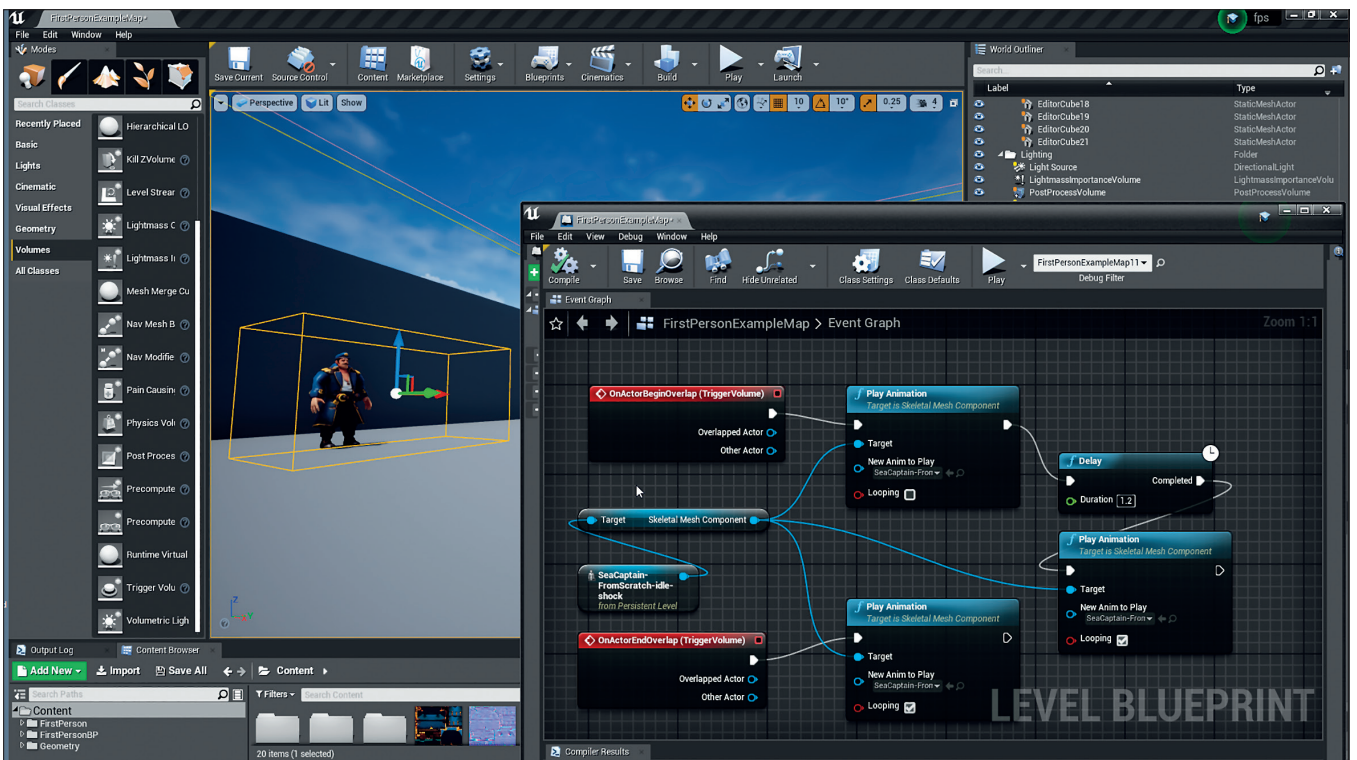 FirstPersonExampleMap•
fps
File Edit Window Help
Modes
Search Classes
Recently Placed
Basic
Lights
Cinematic
Visual Effects
Geometry
Volumes
All Classes
Hierarchical LO
Kill ZVolume
Level Strear
Lightmass C
Lightmass Ii
Mesh Merge Cu
Nav Mesh B
Nav Modifie
Pain Causin
Physics Volu
Post Proces
Precompute
Precompute
Runtime Virtual
Trigger Volu
Volumetric Ligh
Save Current Source Control Content Marketplace Settings Blueprints Cinematics Build Play Launch
Perspective Lit Show
10 10° 0.25 4
Z
Y
World Outliner
Search...
Label Type
EditorCube18 StaticMeshActor
EditorCube19 StaticMeshActor
EditorCube20 StaticMeshActor
EditorCube21 StaticMeshActor
Lighting Folder
Light Source DirectionalLight
LightmassImportanceVolume LightmassImportanceVolu
PostProcessVolume PostProcessVolume
FirstPersonExampleMap•
File Edit View Debug Window Help
Compile Save Browse Find Hide Unrelated Class Settings Class Defaults Play
FirstPersonExampleMap11
Debug Filter
Event Graph
FirstPersonExampleMap > Event Graph
Zoom 1:1
OnActorBeginOverlap (TriggerVolume)
Overlapped Actor
Other Actor
Play Animation
Target is Skeletal Mesh Component
Target
New Anim to Play
SeaCaptain-Fron
Looping
Delay
Completed
Duration 1.2
Target Skeletal Mesh Component
SeaCaptain-
FromScratch-idle-
shock
from Persistent Level
Play Animation
Target is Skeletal Mesh Component
Target
New Anim to Play
SeaCaptain-Fron
Looping
OnActorEndOverlap (TriggerVolume)
Overlapped Actor
Other Actor
Play Animation
Target is Skeletal Mesh Component
Target
New Anim to Play
SeaCaptain-Fron
Looping
LEVEL BLUEPRINT
Compiler Results
Output Log Content Browser
Add New Import Save All Content
Search Paths
Filters Search Content
Content
FirstPerson
FirstPersonBP
Geometry
20 items (1 selected)